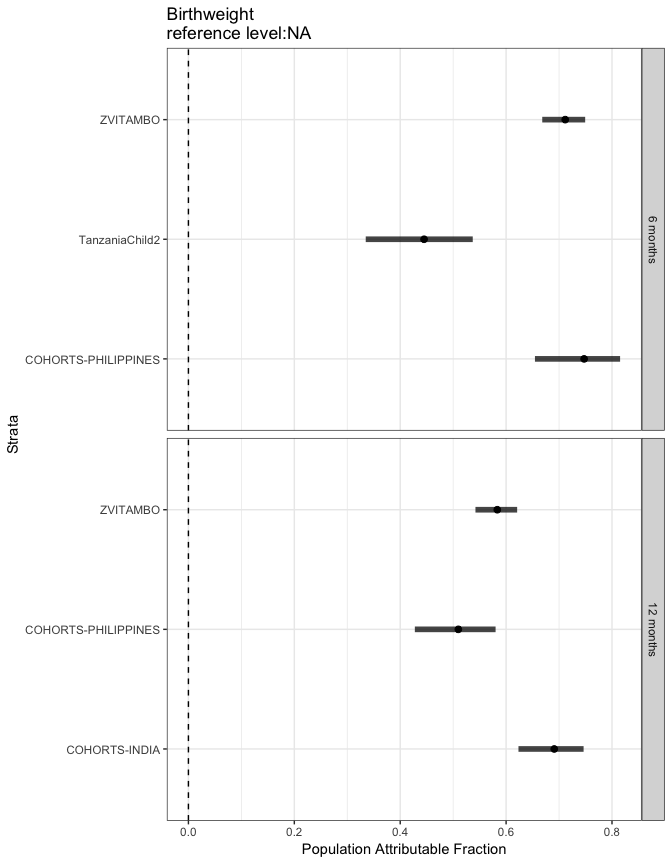 Birthweight
reference level:NA
ZVITAMBO
TanzaniaChild2
COHORTS-PHILIPPINES
6 months
Strata
ZVITAMBO
COHORTS-PHILIPPINES
COHORTS-INDIA
12 months
0.0 0.2 0.4 0.6 0.8
Population Attributable Fraction